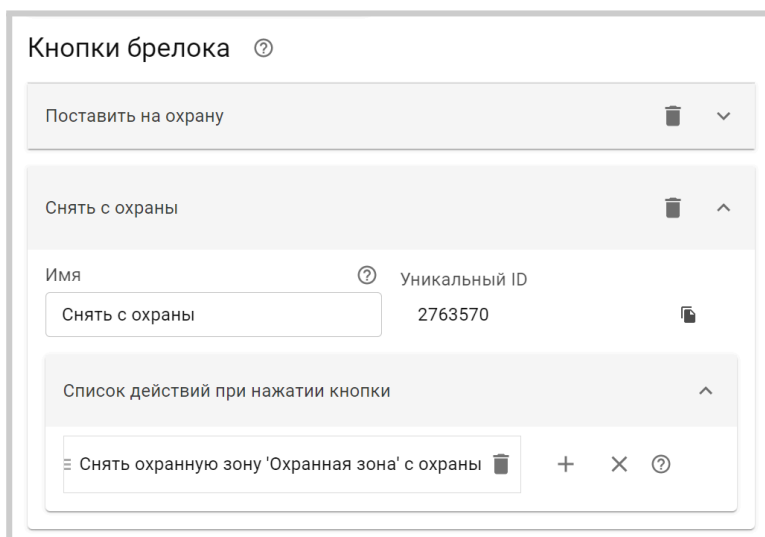 Кнопки брелока
Поставить на охрану
Снять с охраны
Имя
Уникальный ID
Снять с охраны
2763570
Список действий при нажатии кнопки
Снять охранную зону 'Охранная зона' с охраны